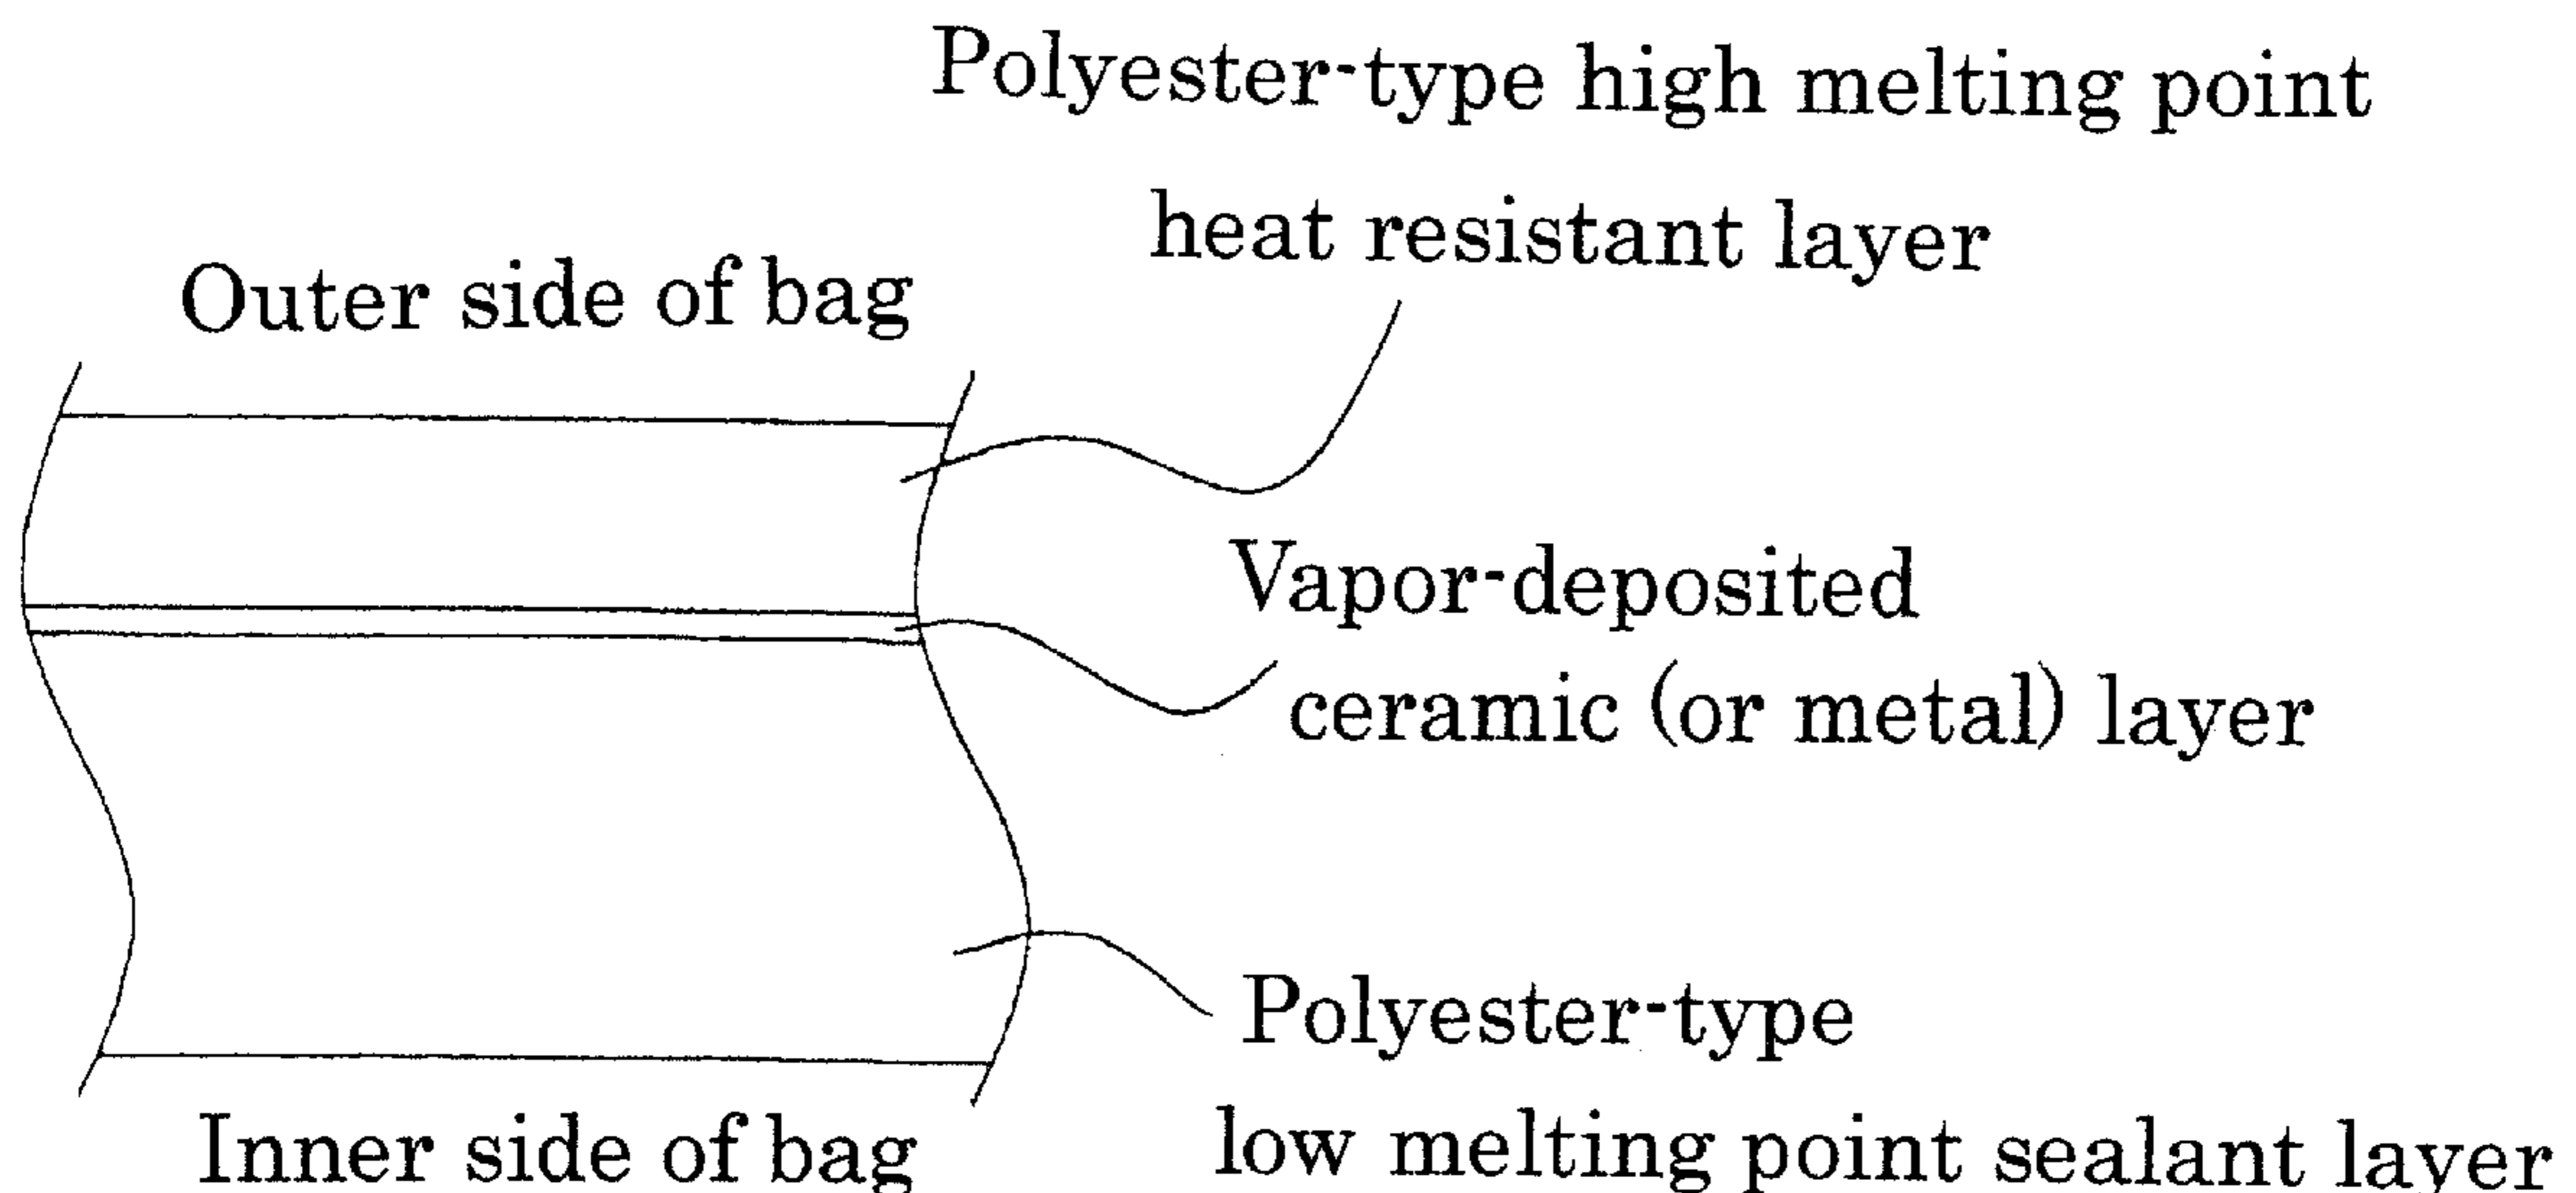 Polyester-type high melting point
heat resistant layer
Outer side of bag
Vapor-deposited
ceramic (or metal) layer
Polyester-type
low melting point sealant layer
Inner side of bag